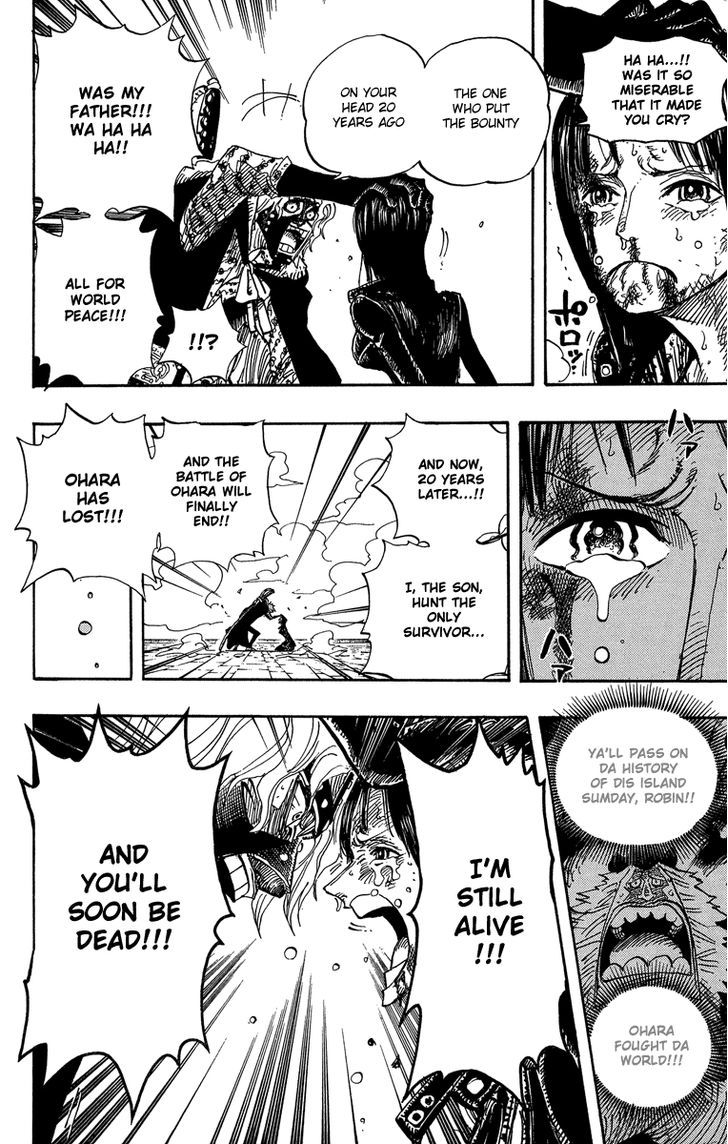 HA HA...!!
WAS IT SO
MISERABLE
THAT IT MADE
YOU CRY?
ポロッ
THE ONE
WHO PUT
THE BOUNTY
ON YOUR
HEAD 20
YEARS AGO
WAS MY
FATHER!!!
WA HA HA
HA!!
ALL FOR
WORLD
PEACE!!!
!!?
AND NOW,
20 YEARS
LATER...!!
I, THE SON,
HUNT THE
ONLY
SURVIVOR...
AND THE
BATTLE OF
OHARA WILL
FINALLY
END!!
OHARA
HAS
LOST!!!
YA'LL PASS ON
DA HISTORY
OF DIS ISLAND
SUMDAY, ROBIN!!
OHARA
FOUGHT DA
WORLD!!!
I'M
STILL
ALIVE
!!!
AND
YOU'LL
SOON BE
DEAD!!!